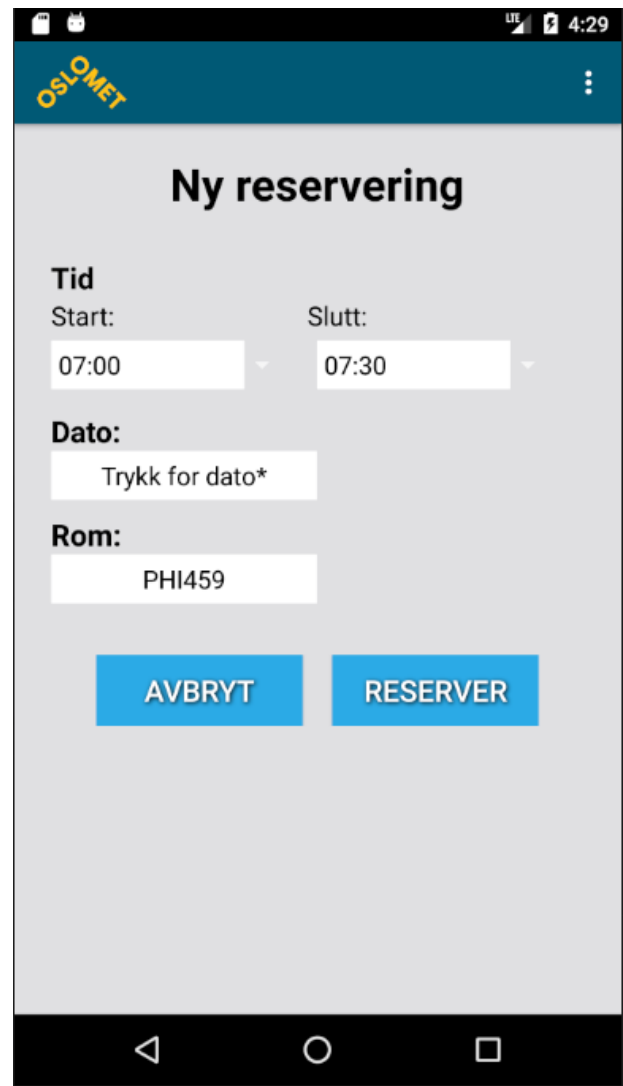 LTE 4:29
OSLOMET
Ny reservering
Tid
Start: Slutt:
07:00 07:30
Dato:
Trykk for dato*
Rom:
PHI459
AVBRYT RESERVER